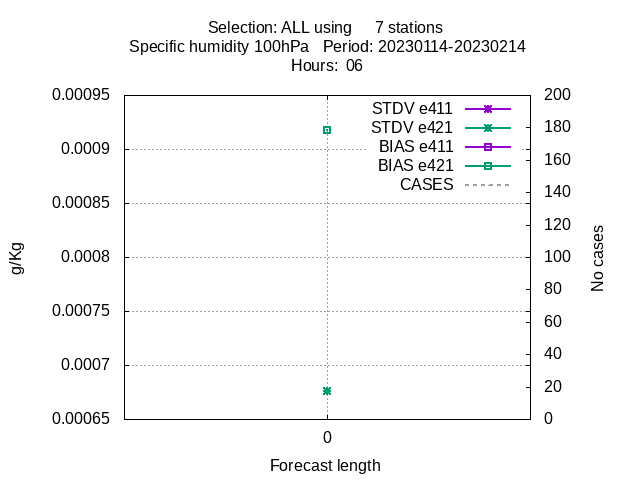 Selection: ALL using 7 stations
Specific humidity 100hPa Period: 20230114-20230214
Hours: 06
0.00095
0.0009
0.00085
0.0008
0.00075
0.0007
0.00065
g/Kg
STDV e411
STDV e421
BIAS e411
BIAS e421
CASES
200
180
160
140
120
100
80
60
40
20
0
No cases
0
Forecast length